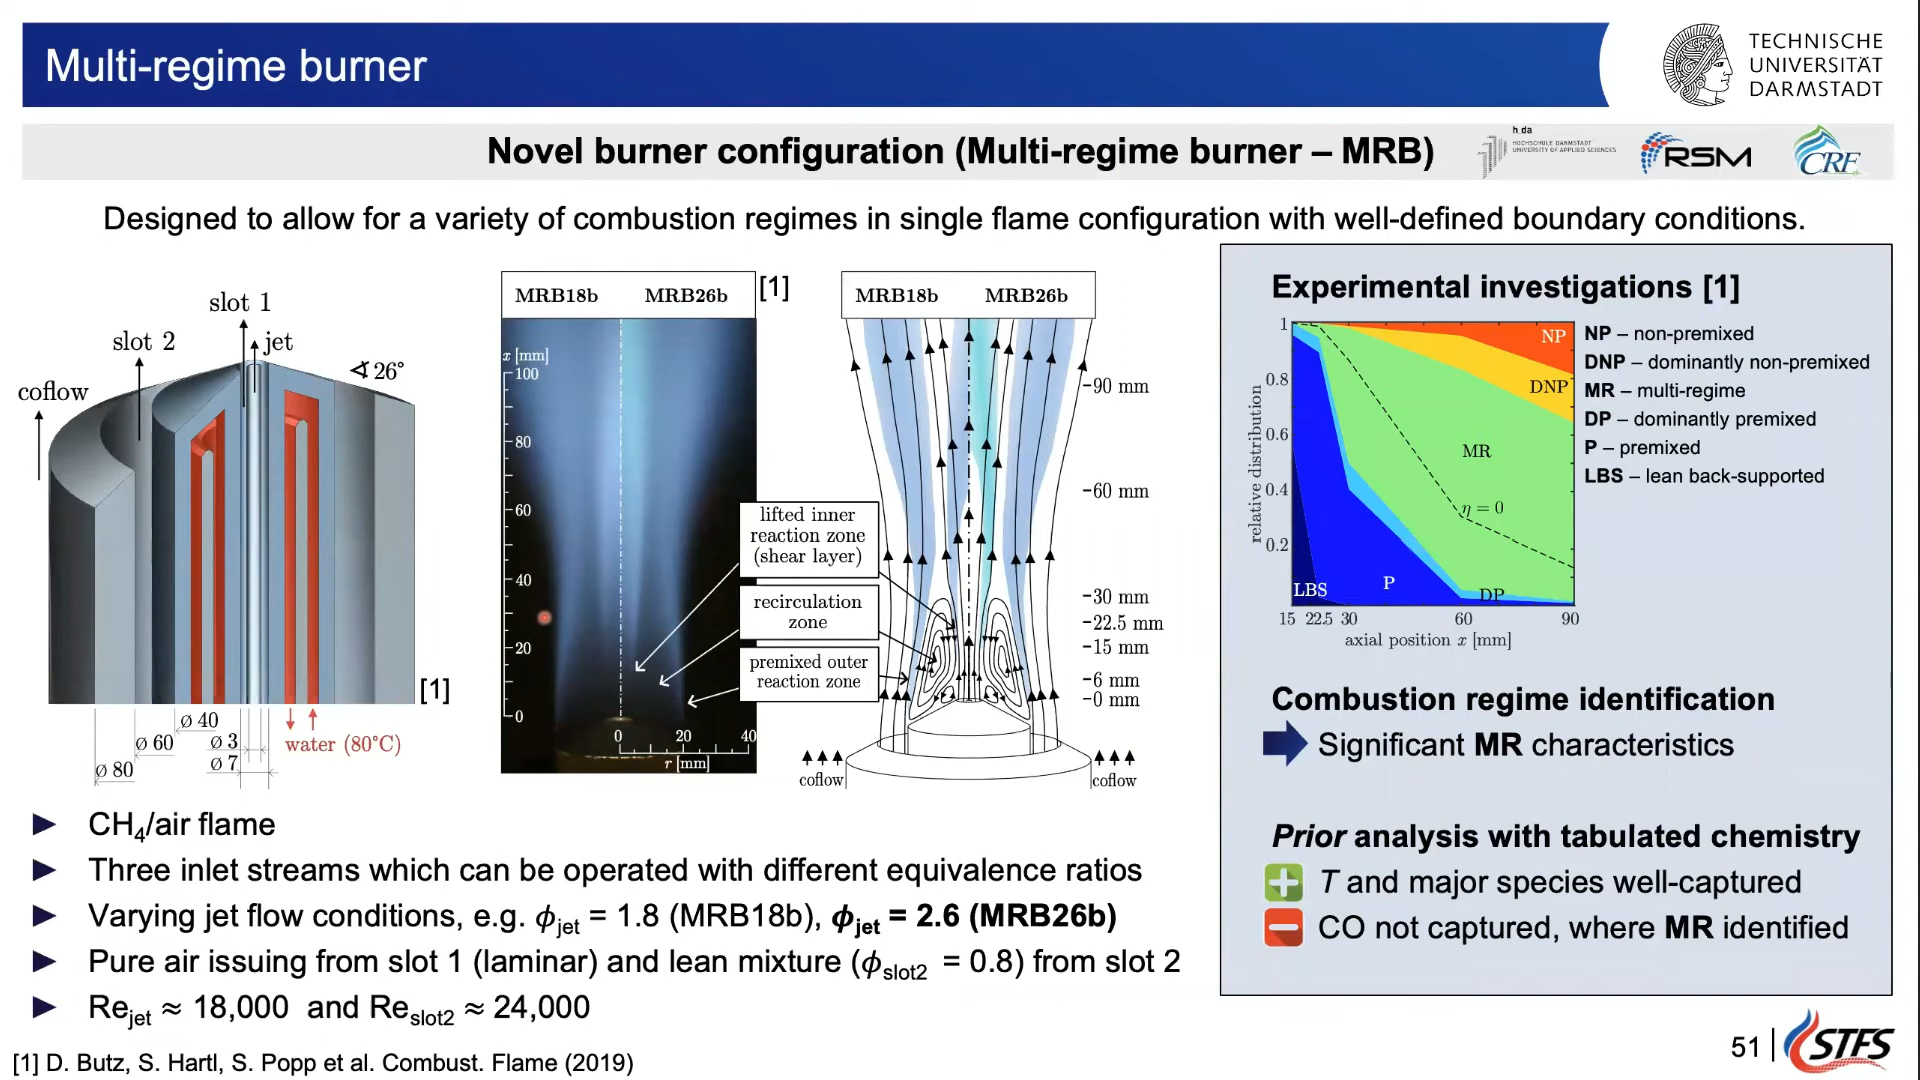 Multi-regime burner
TECHNISCHE
UNIVERSITÄT
DARMSTADT
Novel burner configuration (Multi-regime burner – MRB)
h_da
HOCHSCHULE DARMSTADT
UNIVERSITY OF APPLIED SCIENCES
RSM
CRF
Designed to allow for a variety of combustion regimes in single flame configuration with well-defined boundary conditions.
slot 1
slot 2
jet
coflow
∢ 26°
ø 40
ø 60
ø 3
ø 7
ø 80
water (80°C)
[1]
MRB18b MRB26b
[1]
x [mm]
100
80
60
40
20
0
0 20 40
r [mm]
lifted inner
reaction zone
(shear layer)
recirculation
zone
premixed outer
reaction zone
MRB18b MRB26b
90 mm
60 mm
30 mm
22.5 mm
15 mm
6 mm
0 mm
coflow coflow
Experimental investigations [1]
1
0.8
0.6
0.4
0.2
relative distribution
NP
DNP
MR
η = 0
LBS
P
DP
15 22.5 30 60 90
axial position x [mm]
NP – non-premixed
DNP – dominantly non-premixed
MR – multi-regime
DP – dominantly premixed
P – premixed
LBS – lean back-supported
Combustion regime identification
Significant MR characteristics
Prior analysis with tabulated chemistry
T and major species well-captured
CO not captured, where MR identified
► CH₄/air flame
► Three inlet streams which can be operated with different equivalence ratios
► Varying jet flow conditions, e.g. ϕjet = 1.8 (MRB18b), ϕjet = 2.6 (MRB26b)
► Pure air issuing from slot 1 (laminar) and lean mixture (ϕslot2 = 0.8) from slot 2
► Rejet ≈ 18,000 and Reslot2 ≈ 24,000
[1] D. Butz, S. Hartl, S. Popp et al. Combust. Flame (2019)
51 |
STFS